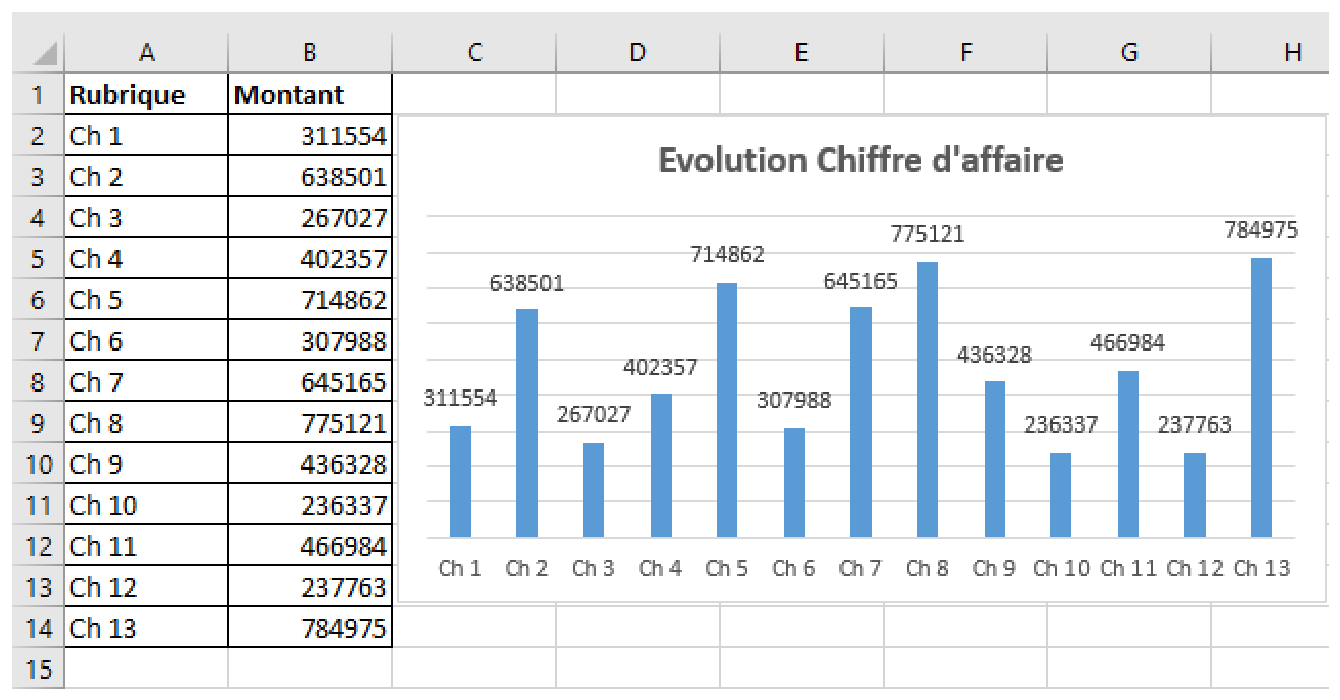 A B C D E F G H
1 Rubrique Montant
2 Ch 1 311554
3 Ch 2 638501
4 Ch 3 267027
5 Ch 4 402357
6 Ch 5 714862
7 Ch 6 307988
8 Ch 7 645165
9 Ch 8 775121
10 Ch 9 436328
11 Ch 10 236337
12 Ch 11 466984
13 Ch 12 237763
14 Ch 13 784975
15
Evolution Chiffre d'affaire
311554 638501 267027 402357 714862 307988 645165 775121 436328 236337 466984 237763 784975
Ch 1 Ch 2 Ch 3 Ch 4 Ch 5 Ch 6 Ch 7 Ch 8 Ch 9 Ch 10 Ch 11 Ch 12 Ch 13